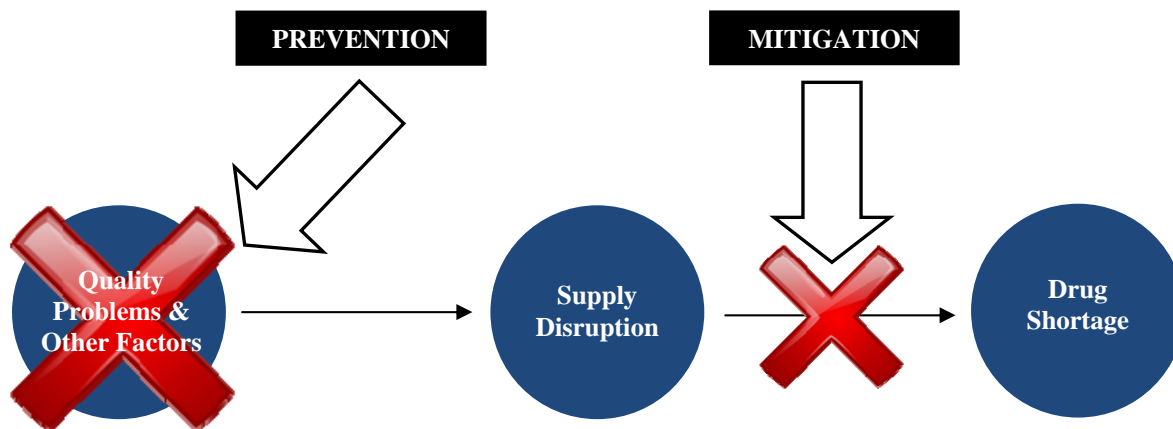 PREVENTION
MITIGATION
Quality
Problems &
Other Factors
Supply
Disruption
Drug
Shortage